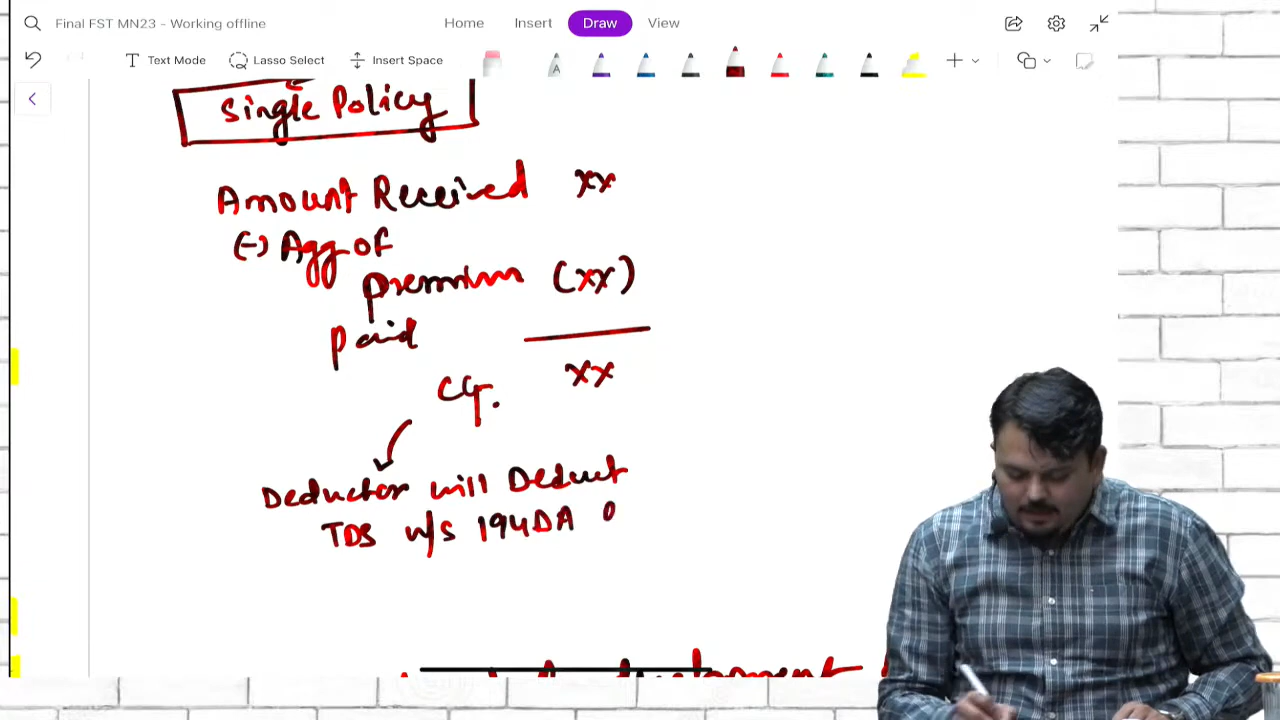 Final FST MN23 - Working offline
Home Insert Draw View
Text Mode Lasso Select Insert Space
A
Single Policy
Amount Received xx
(-) Agg of
premium (xx)
paid
CG. xx
Deductor will Deduct
TDS u/s 194DA 0